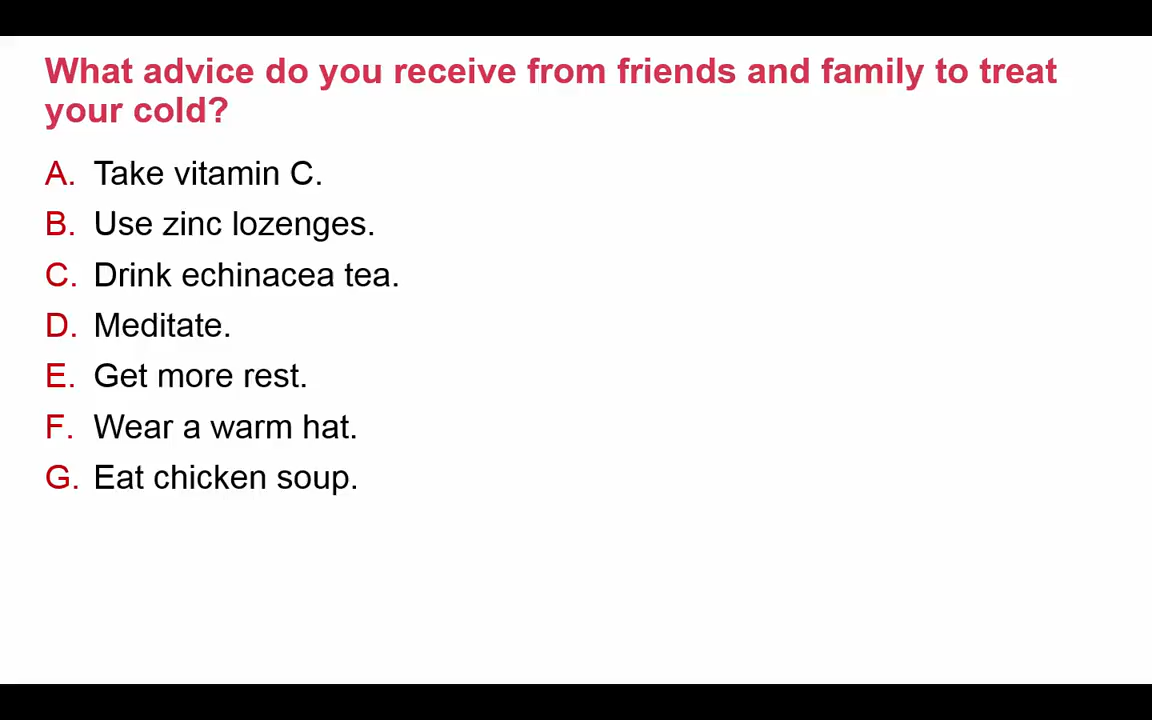 What advice do you receive from friends and family to treat
your cold?
A. Take vitamin C.
B. Use zinc lozenges.
C. Drink echinacea tea.
D. Meditate.
E. Get more rest.
F. Wear a warm hat.
G. Eat chicken soup.